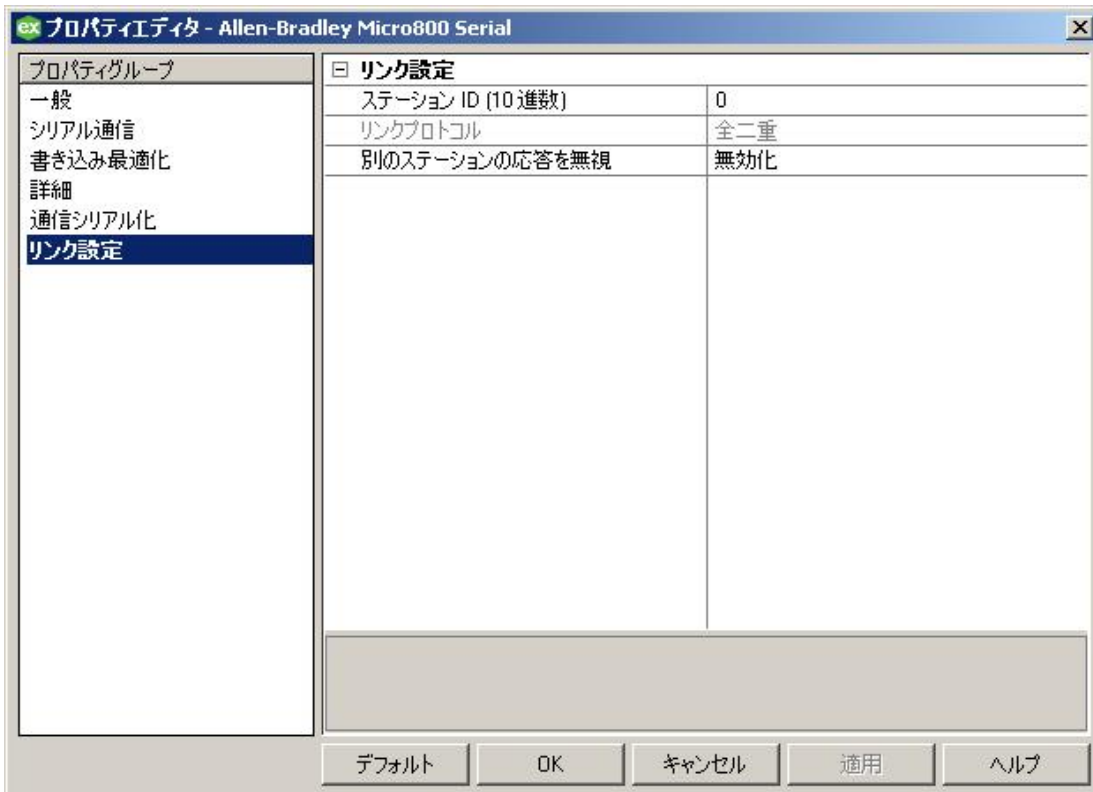 ex プロパティエディタ - Allen-Bradley Micro800 Serial
プロパティグループ
一般
シリアル通信
書き込み最適化
詳細
通信シリアル化
リンク設定
リンク設定
ステーション ID (10 進数) 0
リンクプロトコル 全二重
別のステーションの応答を無視 無効化
デフォルト OK キャンセル 適用 ヘルプ